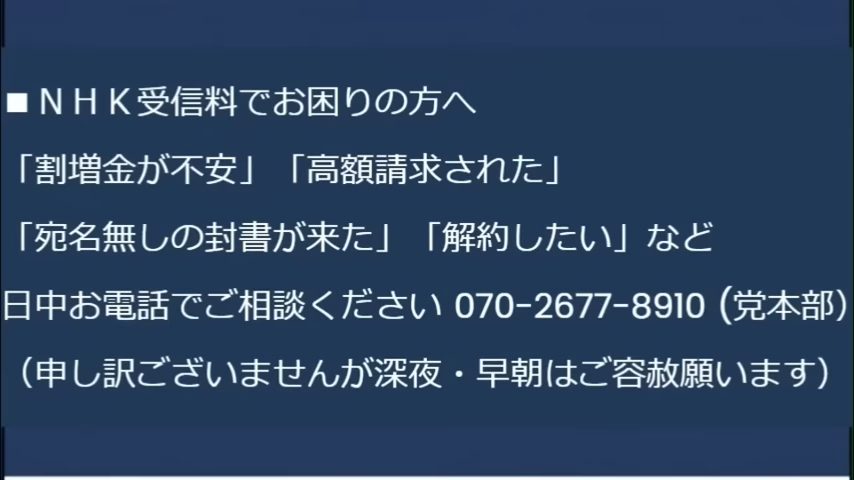 ■ＮＨＫ受信料でお困りの方へ
「割増金が不安」「高額請求された」
「宛名無しの封書が来た」「解約したい」など
日中お電話でご相談ください 070-2677-8910 (党本部)
（申し訳ございませんが深夜・早朝はご容赦願います）